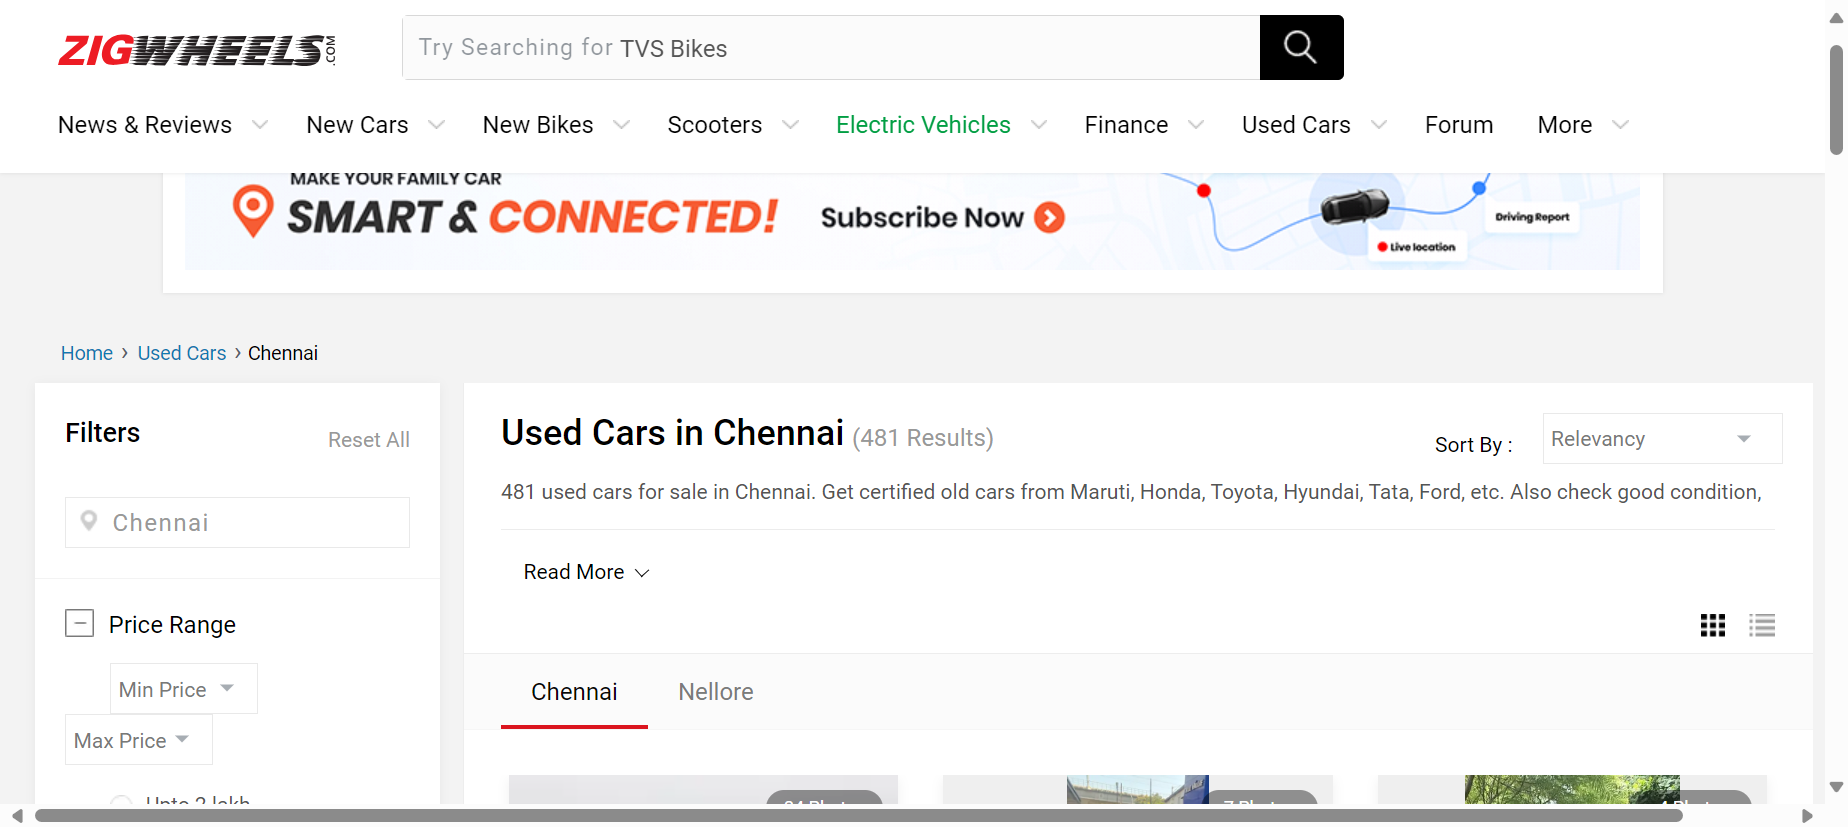 ZIGWHEELS.COM
Try Searching for TVS Bikes
News & Reviews New Cars New Bikes Scooters Electric Vehicles Finance Used Cars Forum More
MAKE YOUR FAMILY CAR
SMART & CONNECTED!
Subscribe Now
Driving Report
Live location
Home › Used Cars › Chennai
Filters
Reset All
Chennai
Price Range
Min Price
Max Price
Upto 2 lakh
Used Cars in Chennai (481 Results)
Sort By :
Relevancy
481 used cars for sale in Chennai. Get certified old cars from Maruti, Honda, Toyota, Hyundai, Tata, Ford, etc. Also check good condition,
Read More
Chennai Nellore